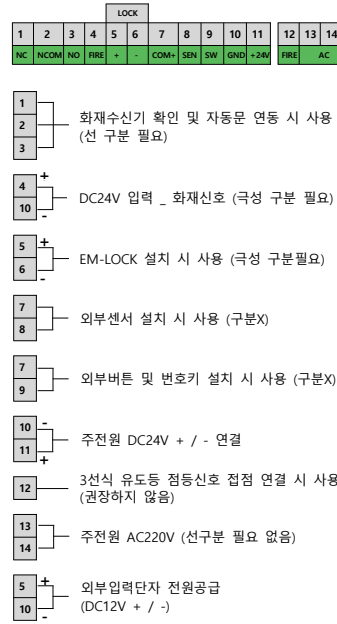 LOCK
1 2 3 4 5 6 7 8 9 10 11 12 13 14
NC NCOM NO FIRE + - COM+ SEN SW GND +24V FIRE AC
1
2
3
화재수신기 확인 및 자동문 연동 시 사용
(선 구분 필요)
4 +
10 -
DC24V 입력 _ 화재신호 (극성 구분 필요)
5 +
6 -
EM-LOCK 설치 시 사용 (극성 구분필요)
7
8
외부센서 설치 시 사용 (구분X)
7
9
외부버튼 및 번호키 설치 시 사용 (구분X)
10 -
11 +
주전원 DC24V + / - 연결
12
3선식 유도등 점등신호 접점 연결 시 사용
(권장하지 않음)
13
14
주전원 AC220V (선구분 필요 없음)
5 +
10 -
외부입력단자 전원공급
(DC12V + / -)